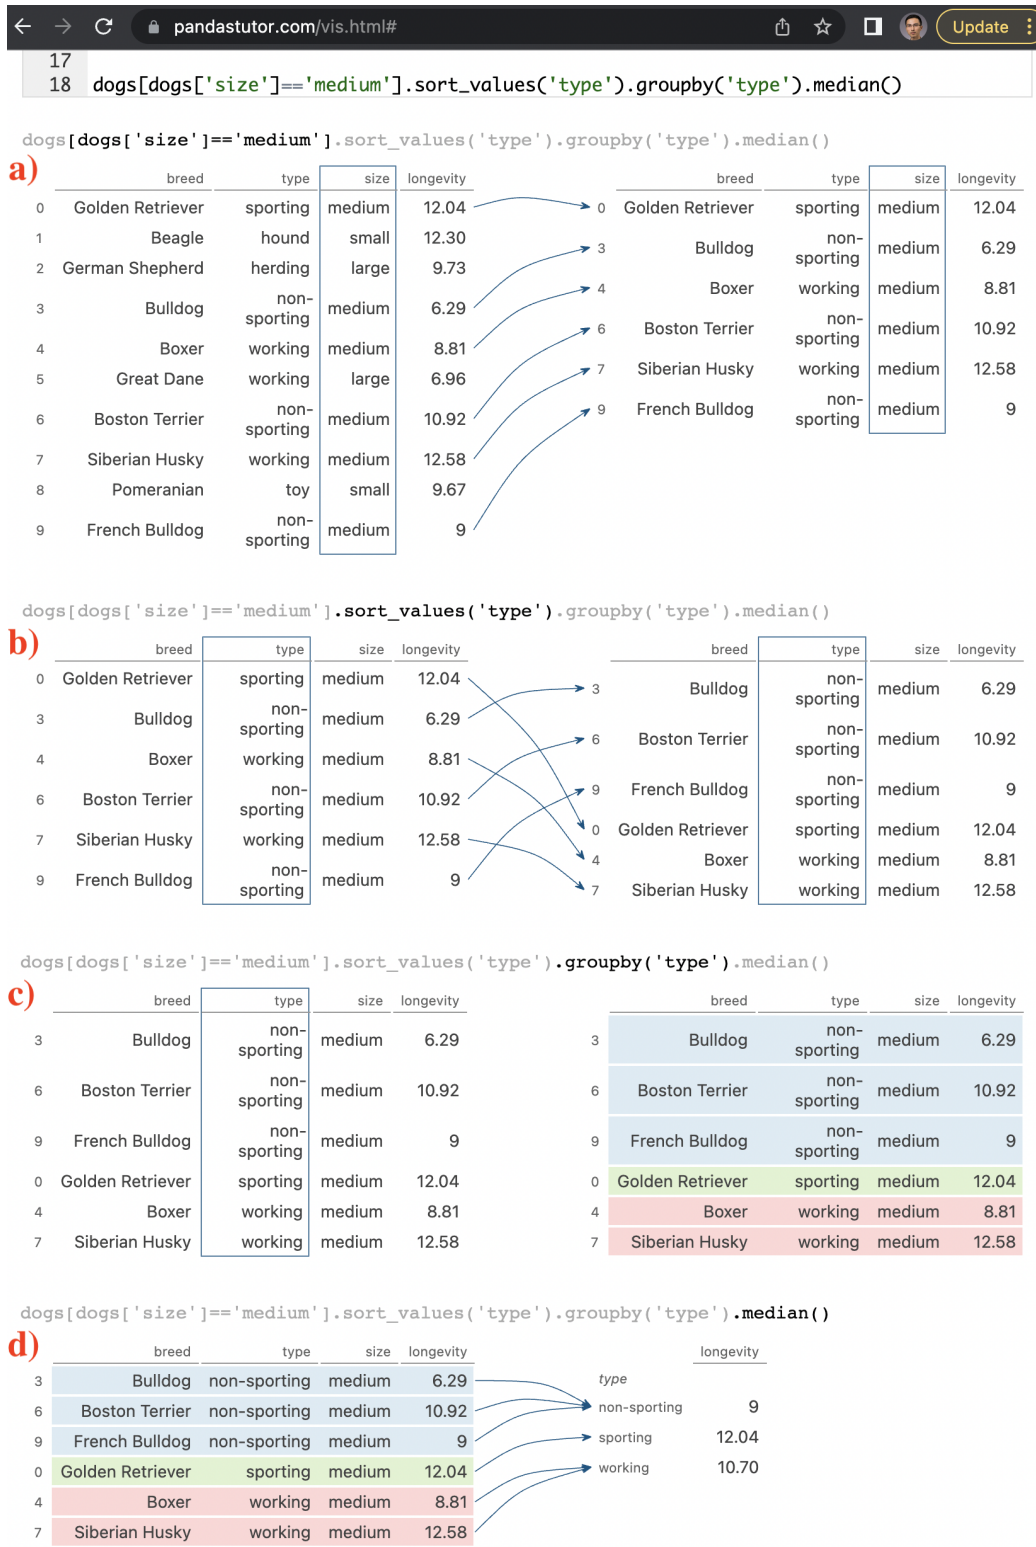 pandastutor.com/vis.html#
Update
17
18 dogs[dogs['size']=='medium'].sort_values('type').groupby('type').median()
dogs[dogs['size']=='medium'].sort_values('type').groupby('type').median()
a)
breed type size longevity breed type size longevity
0 Golden Retriever sporting medium 12.04 0 Golden Retriever sporting medium 12.04
1 Beagle hound small 12.30
2 German Shepherd herding large 9.73
3 Bulldog non-
sporting medium 6.29
4 Boxer working medium 8.81
5 Great Dane working large 6.96
6 Boston Terrier non-
sporting medium 10.92
7 Siberian Husky working medium 12.58
8 Pomeranian toy small 9.67
9 French Bulldog non-
sporting medium 9
3 Bulldog non-
sporting medium 6.29
4 Boxer working medium 8.81
6 Boston Terrier non-
sporting medium 10.92
7 Siberian Husky working medium 12.58
9 French Bulldog non-
sporting medium 9
dogs[dogs['size']=='medium'].sort_values('type').groupby('type').median()
b)
breed type size longevity breed type size longevity
0 Golden Retriever sporting medium 12.04
3 Bulldog non-
sporting medium 6.29
4 Boxer working medium 8.81
6 Boston Terrier non-
sporting medium 10.92
7 Siberian Husky working medium 12.58
9 French Bulldog non-
sporting medium 9
3 Bulldog non-
sporting medium 6.29
6 Boston Terrier non-
sporting medium 10.92
9 French Bulldog non-
sporting medium 9
0 Golden Retriever sporting medium 12.04
4 Boxer working medium 8.81
7 Siberian Husky working medium 12.58
dogs[dogs['size']=='medium'].sort_values('type').groupby('type').median()
c)
breed type size longevity breed type size longevity
3 Bulldog non-
sporting medium 6.29
6 Boston Terrier non-
sporting medium 10.92
9 French Bulldog non-
sporting medium 9
0 Golden Retriever sporting medium 12.04
4 Boxer working medium 8.81
7 Siberian Husky working medium 12.58
3 Bulldog non-
sporting medium 6.29
6 Boston Terrier non-
sporting medium 10.92
9 French Bulldog non-
sporting medium 9
0 Golden Retriever sporting medium 12.04
4 Boxer working medium 8.81
7 Siberian Husky working medium 12.58
dogs[dogs['size']=='medium'].sort_values('type').groupby('type').median()
d)
breed type size longevity
3 Bulldog non-sporting medium 6.29
6 Boston Terrier non-sporting medium 10.92
9 French Bulldog non-sporting medium 9
0 Golden Retriever sporting medium 12.04
4 Boxer working medium 8.81
7 Siberian Husky working medium 12.58
longevity
type
non-sporting 9
sporting 12.04
working 10.70